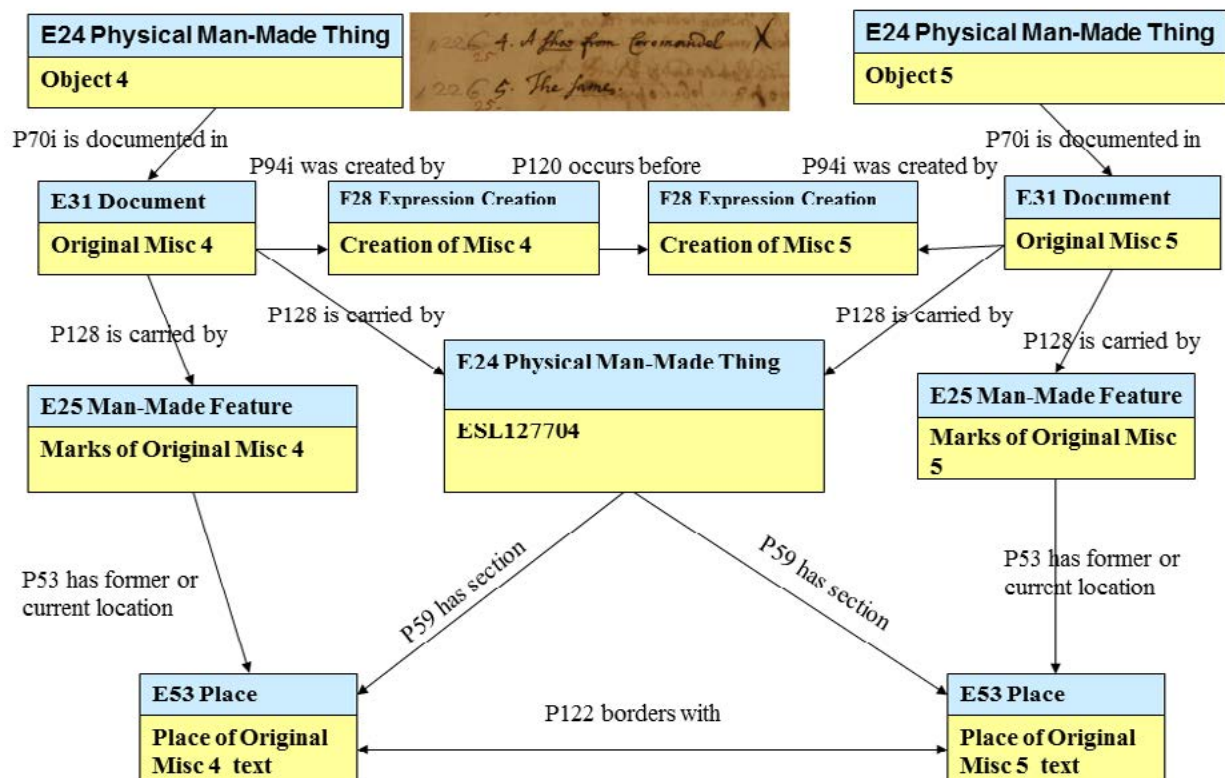 E24 Physical Man-Made Thing
Object 4
4. A shoo from Coromandel X
5. The same.
E24 Physical Man-Made Thing
Object 5
P70i is documented in
P70i is documented in
P94i was created by
P120 occurs before
P94i was created by
E31 Document
Original Misc 4
F28 Expression Creation
Creation of Misc 4
F28 Expression Creation
Creation of Misc 5
E31 Document
Original Misc 5
P128 is carried by
P128 is carried by
P128 is carried by
P128 is carried by
E24 Physical Man-Made Thing
ESL127704
E25 Man-Made Feature
Marks of Original Misc 4
E25 Man-Made Feature
Marks of Original Misc
5
P53 has former or
current location
P59 has section
P59 has section
P53 has former or
current location
E53 Place
Place of Original
Misc 4 text
P122 borders with
E53 Place
Place of Original
Misc 5 text